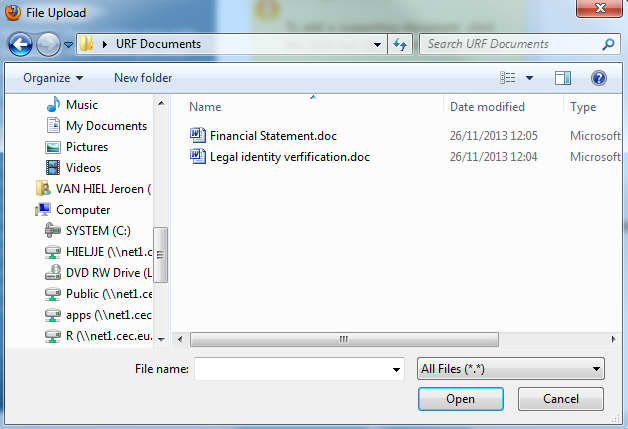 File Upload
URF Documents
Search URF Documents
Organize
New folder
Music
My Documents
Pictures
Videos
VAN HIEL Jeroen (
Computer
SYSTEM (C:)
HIELJJE (\\net1.c
DVD RW Drive (L
Public (\\net1.ce
apps (\\net1.cec
R (\\net1.cec.eu.
Name
Date modified
Type
Financial Statement.doc
26/11/2013 12:05
Microsoft
Legal identity verfification.doc
26/11/2013 12:04
Microsoft
File name:
All Files (*.*)
Open
Cancel